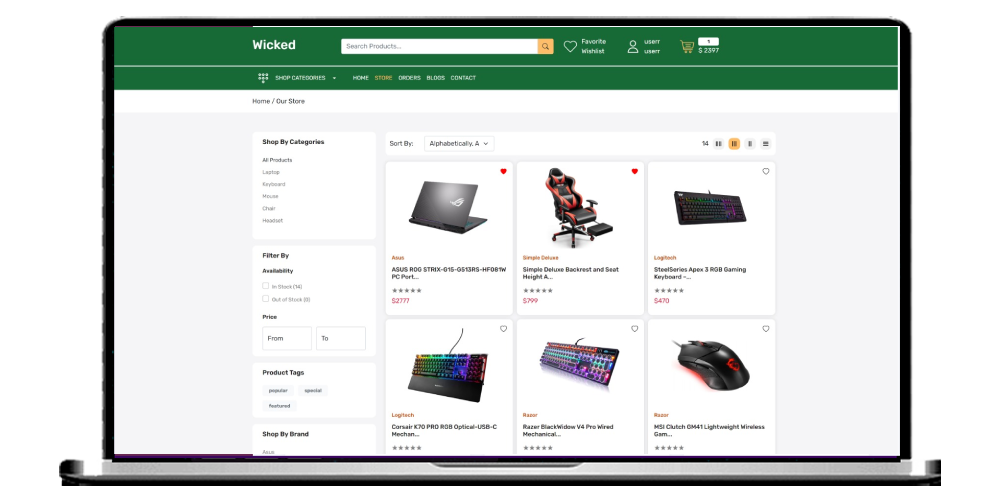 Wicked
Search Products...
Favorite
Wishlist
userr
userr
1
$ 2397
SHOP CATEGORIES
HOME STORE ORDERS BLOGS CONTACT
Home / Our Store
Shop By Categories
All Products
Laptop
Keyboard
Mouse
Chair
Headset
Filter By
Availability
In Stock (14)
Out of Stock (0)
Price
From
To
Product Tags
popular
special
featured
Shop By Brand
Asus
Sort By:
Alphabetically, A
14
Asus
ASUS ROG STRIX-G15-G513RS-HF081W
PC Port...
$2777
Simple Deluxe
Simple Deluxe Backrest and Seat
Height A...
$799
Logitech
SteelSeries Apex 3 RGB Gaming
Keyboard –...
$470
Logitech
Corsair K70 PRO RGB Optical-USB-C
Mechan...
Razor
Razer BlackWidow V4 Pro Wired
Mechanical...
Razor
MSI Clutch GM41 Lightweight Wireless
Gam...